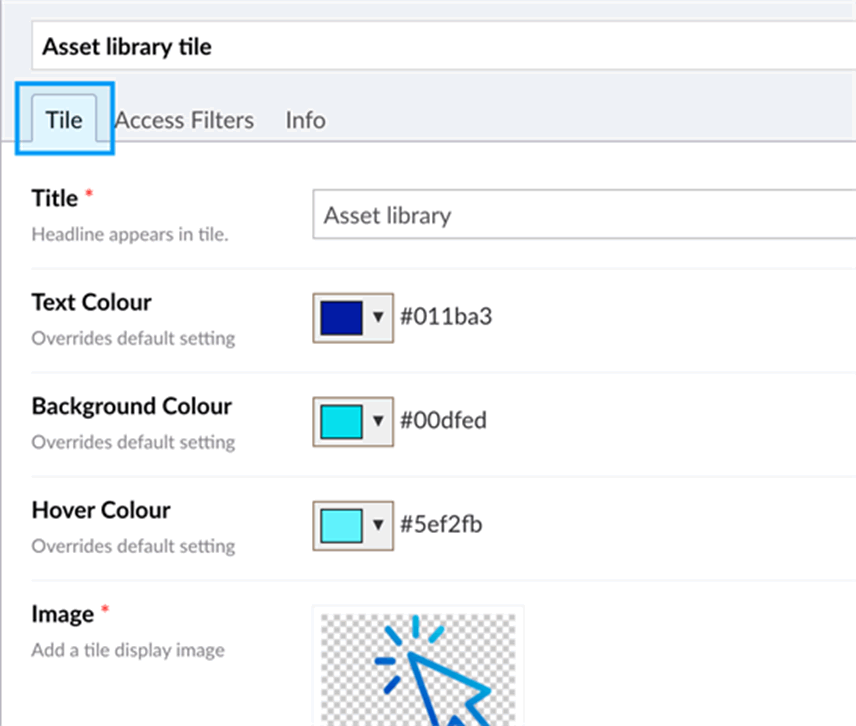 Asset library tile
Tile Access Filters Info
Title *
Asset library
Headline appears in tile.
Text Colour
#011ba3
Overrides default setting
Background Colour
#00dfed
Overrides default setting
Hover Colour
#5ef2fb
Overrides default setting
Image *
Add a tile display image